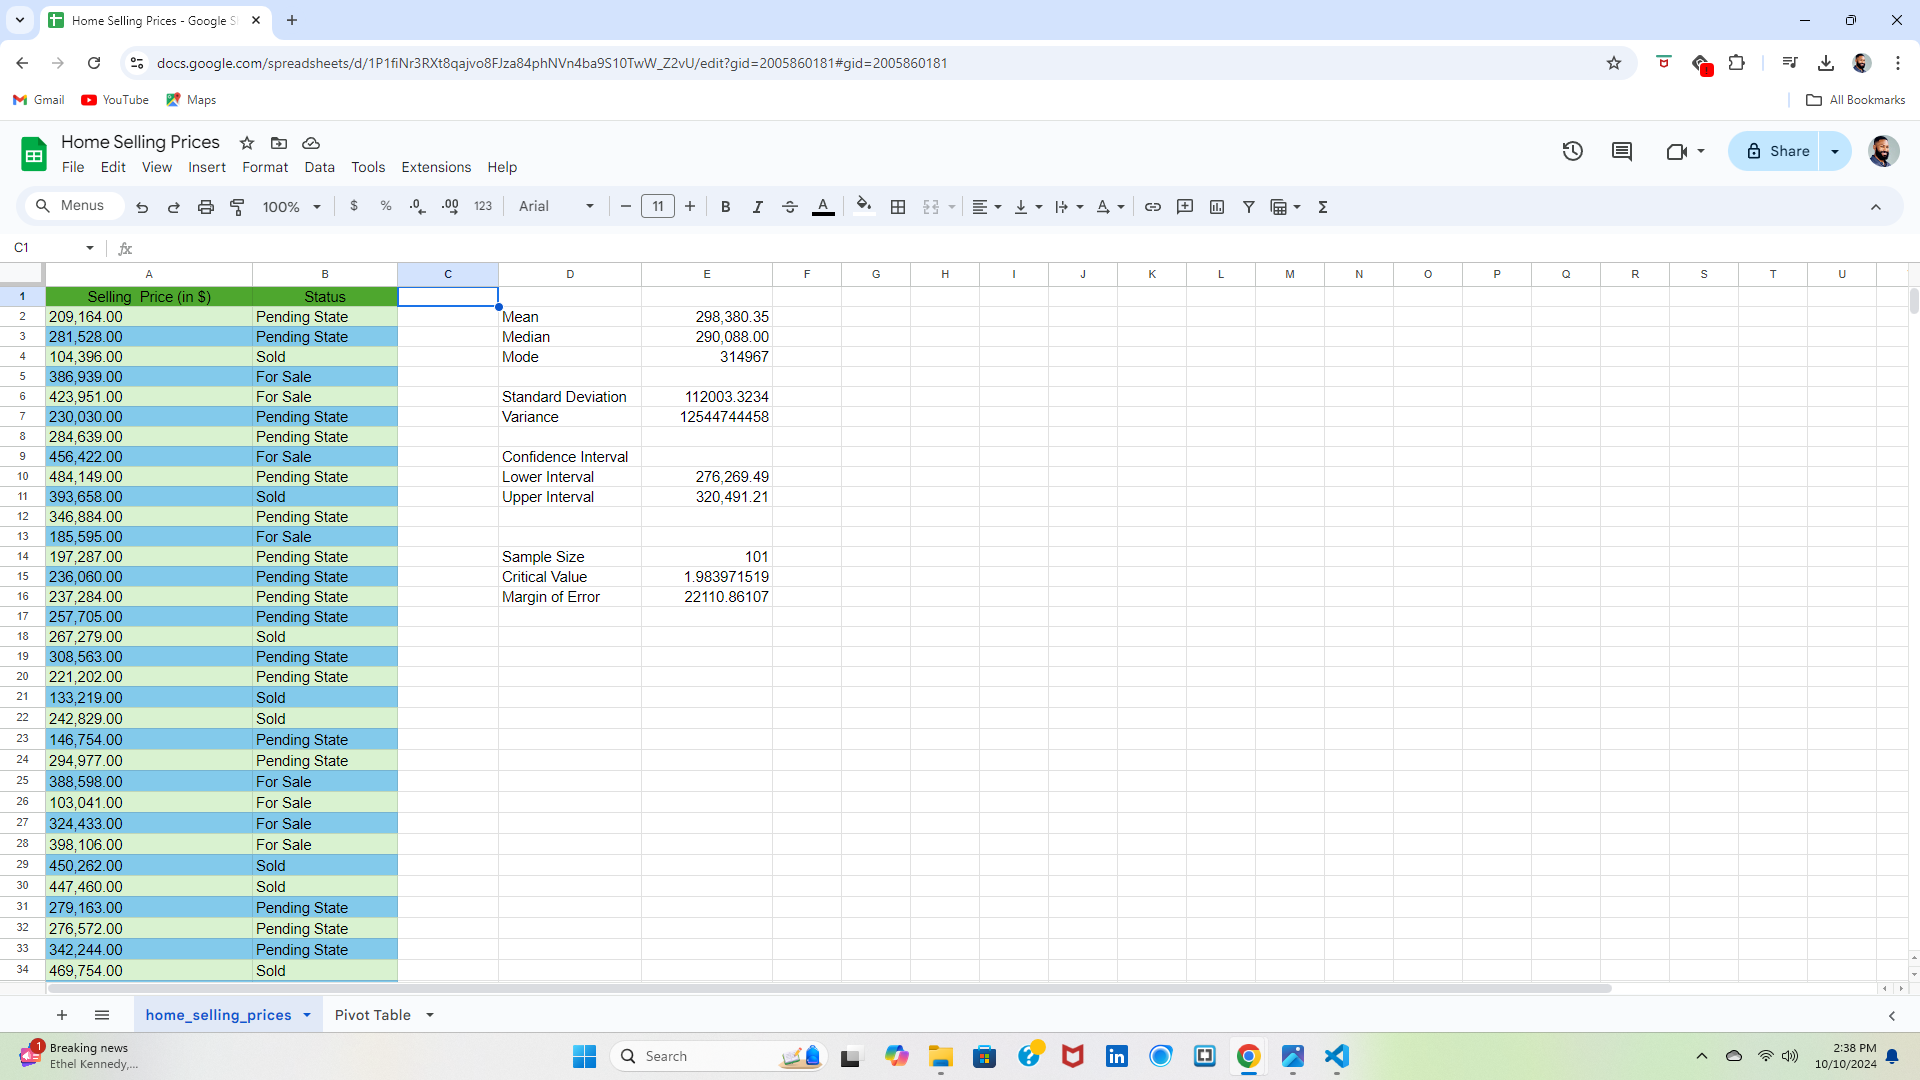 Home Selling Prices - Google S
docs.google.com/spreadsheets/d/1P1fiNr3RXt8qajvo8FJza84phNVn4ba9S10TwW_Z2vU/edit?gid=2005860181#gid=2005860181
Gmail YouTube Maps All Bookmarks
Home Selling Prices
File Edit View Insert Format Data Tools Extensions Help
Share
Menus 100% $ % .0 .00 123 Arial 11 B I A
C1 fx
A B C D E F G H I J K L M N O P Q R S T U
1 Selling Price (in $) Status
2 209,164.00 Pending State Mean 298,380.35
3 281,528.00 Pending State Median 290,088.00
4 104,396.00 Sold Mode 314967
5 386,939.00 For Sale
6 423,951.00 For Sale Standard Deviation 112003.3234
7 230,030.00 Pending State Variance 12544744458
8 284,639.00 Pending State
9 456,422.00 For Sale Confidence Interval
10 484,149.00 Pending State Lower Interval 276,269.49
11 393,658.00 Sold Upper Interval 320,491.21
12 346,884.00 Pending State
13 185,595.00 For Sale
14 197,287.00 Pending State Sample Size 101
15 236,060.00 Pending State Critical Value 1.983971519
16 237,284.00 Pending State Margin of Error 22110.86107
17 257,705.00 Pending State
18 267,279.00 Sold
19 308,563.00 Pending State
20 221,202.00 Pending State
21 133,219.00 Sold
22 242,829.00 Sold
23 146,754.00 Pending State
24 294,977.00 Pending State
25 388,598.00 For Sale
26 103,041.00 For Sale
27 324,433.00 For Sale
28 398,106.00 For Sale
29 450,262.00 Sold
30 447,460.00 Sold
31 279,163.00 Pending State
32 276,572.00 Pending State
33 342,244.00 Pending State
34 469,754.00 Sold
home_selling_prices Pivot Table
1 Breaking news
Ethel Kennedy,...
Search
2:38 PM
10/10/2024